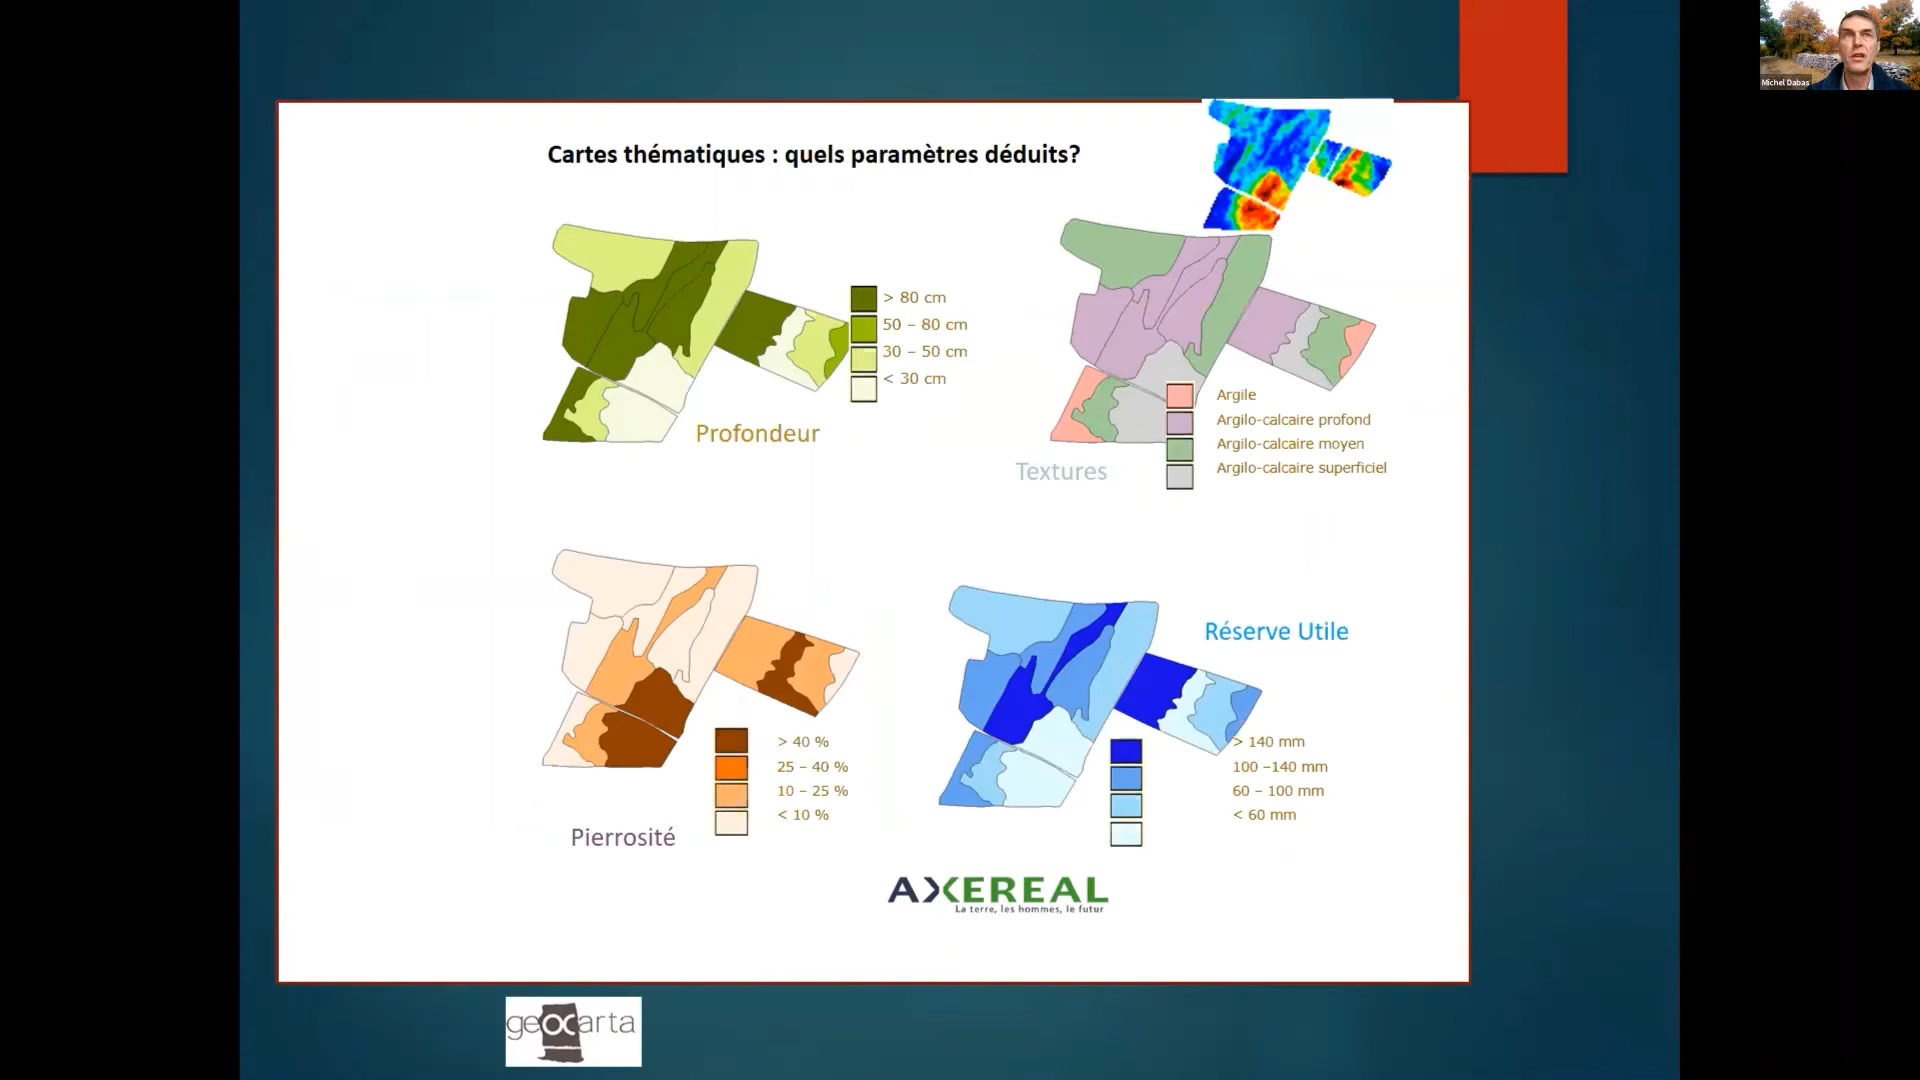 Michel Dabas
Cartes thématiques : quels paramètres déduits?
> 80 cm
50 – 80 cm
30 – 50 cm
< 30 cm
Profondeur
Argile
Argilo-calcaire profond
Argilo-calcaire moyen
Argilo-calcaire superficiel
Textures
> 40 %
25 – 40 %
10 – 25 %
< 10 %
Pierrosité
Réserve Utile
> 140 mm
100 –140 mm
60 – 100 mm
< 60 mm
AXEREAL
La terre, les hommes, le futur
geocarta